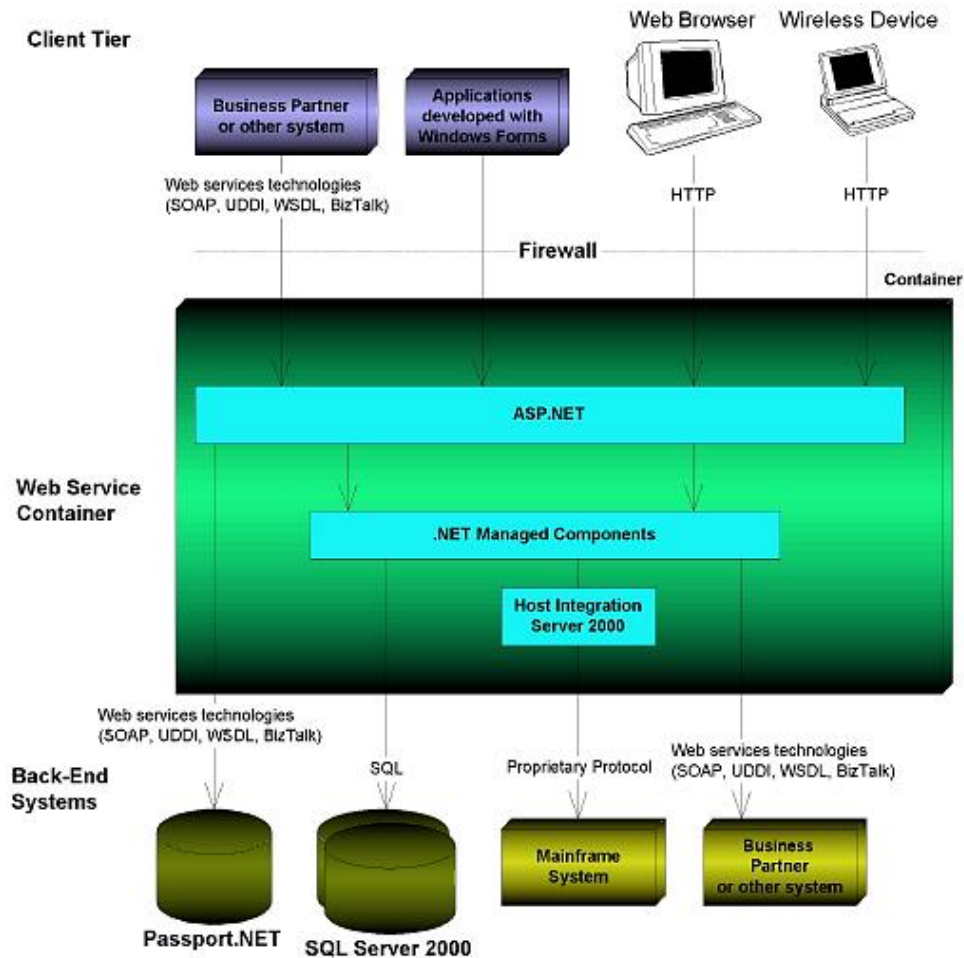 Client Tier
Web Browser
Wireless Device
Business Partner
or other system
Applications
developed with
Windows Forms
Web services technologies
(SOAP, UDDI, WSDL, BizTalk)
HTTP
HTTP
Firewall
Container
ASP.NET
Web Service
Container
.NET Managed Components
Host Integration
Server 2000
Web services technologies
(SOAP, UDDI, WSDL, BizTalk)
SQL
Proprietary Protocol
Web services technologies
(SOAP, UDDI, WSDL, BizTalk)
Back-End
Systems
Mainframe
System
Business
Partner
or other system
Passport.NET
SQL Server 2000